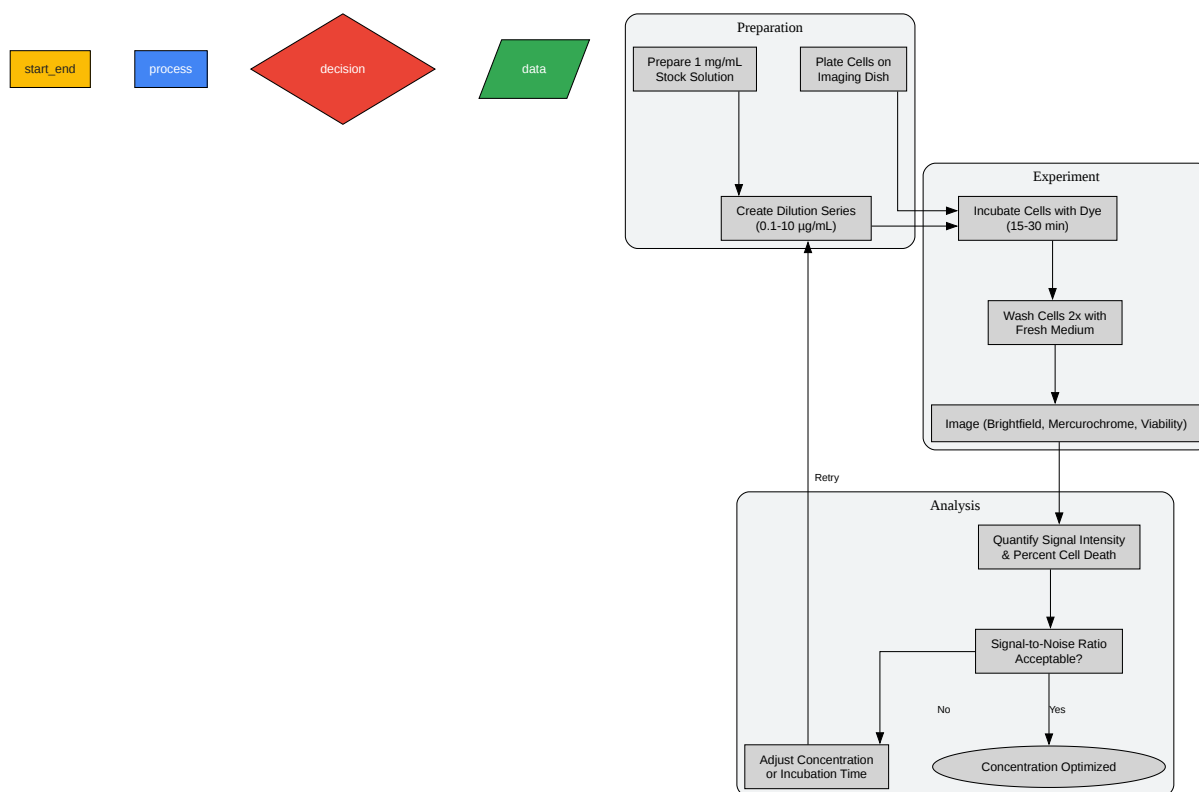 start_end
process
decision
data
Preparation
Prepare 1 mg/mL
Stock Solution
Plate Cells on
Imaging Dish
Create Dilution Series
(0.1-10 µg/mL)
Experiment
Incubate Cells with Dye
(15-30 min)
Wash Cells 2x with
Fresh Medium
Image (Brightfield, Mercurochrome, Viability)
Retry
Analysis
Quantify Signal Intensity
& Percent Cell Death
Signal-to-Noise Ratio
Acceptable?
No
Yes
Adjust Concentration
or Incubation Time
Concentration Optimized